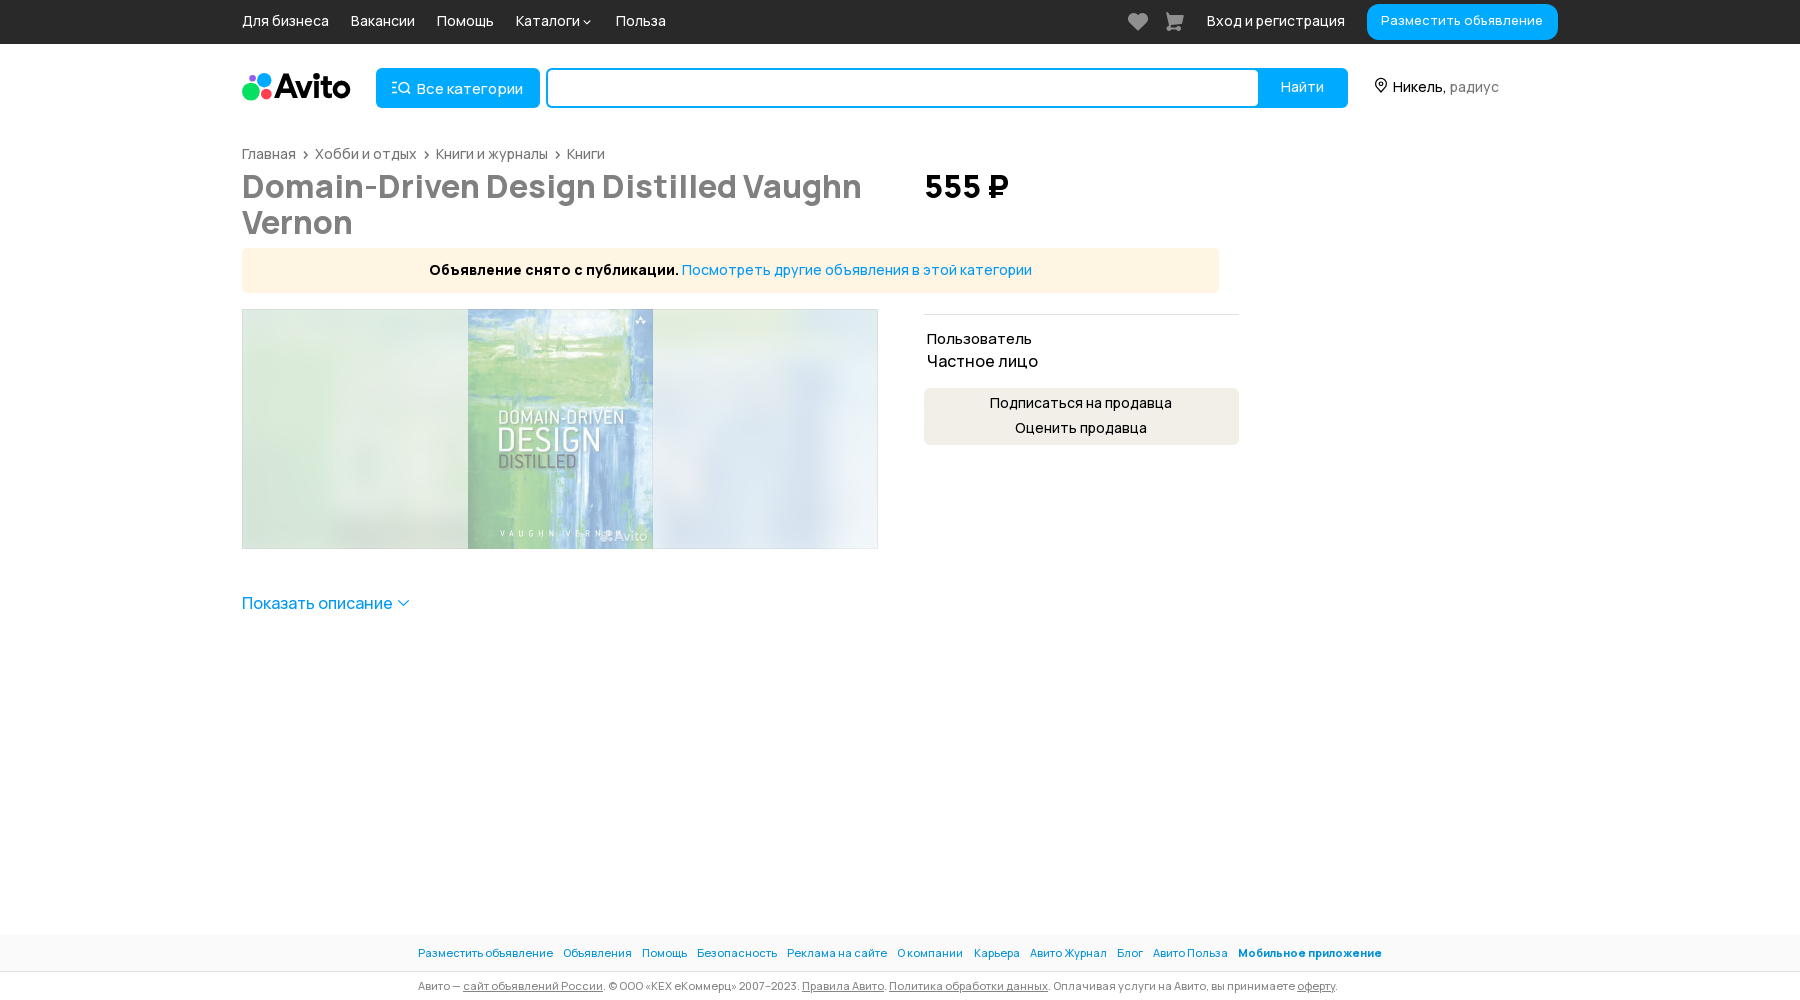 Для бизнеса Вакансии Помощь Каталоги Польза Вход и регистрация Разместить объявление
Avito Все категории Найти Никель, радиус
Главная › Хобби и отдых › Книги и журналы › Книги
Domain-Driven Design Distilled Vaughn
Vernon
555 ₽
Объявление снято с публикации. Посмотреть другие объявления в этой категории
DOMAIN-DRIVEN
DESIGN
DISTILLED
VAUGHN VERNON
Avito
Пользователь
Частное лицо
Подписаться на продавца
Оценить продавца
Показать описание
Разместить объявление Объявления Помощь Безопасность Реклама на сайте О компании Карьера Авито Журнал Блог Авито Польза Мобильное приложение
Авито — сайт объявлений России. © ООО «КЕХ еКоммерц» 2007–2023. Правила Авито. Политика обработки данных. Оплачивая услуги на Авито, вы принимаете оферту.